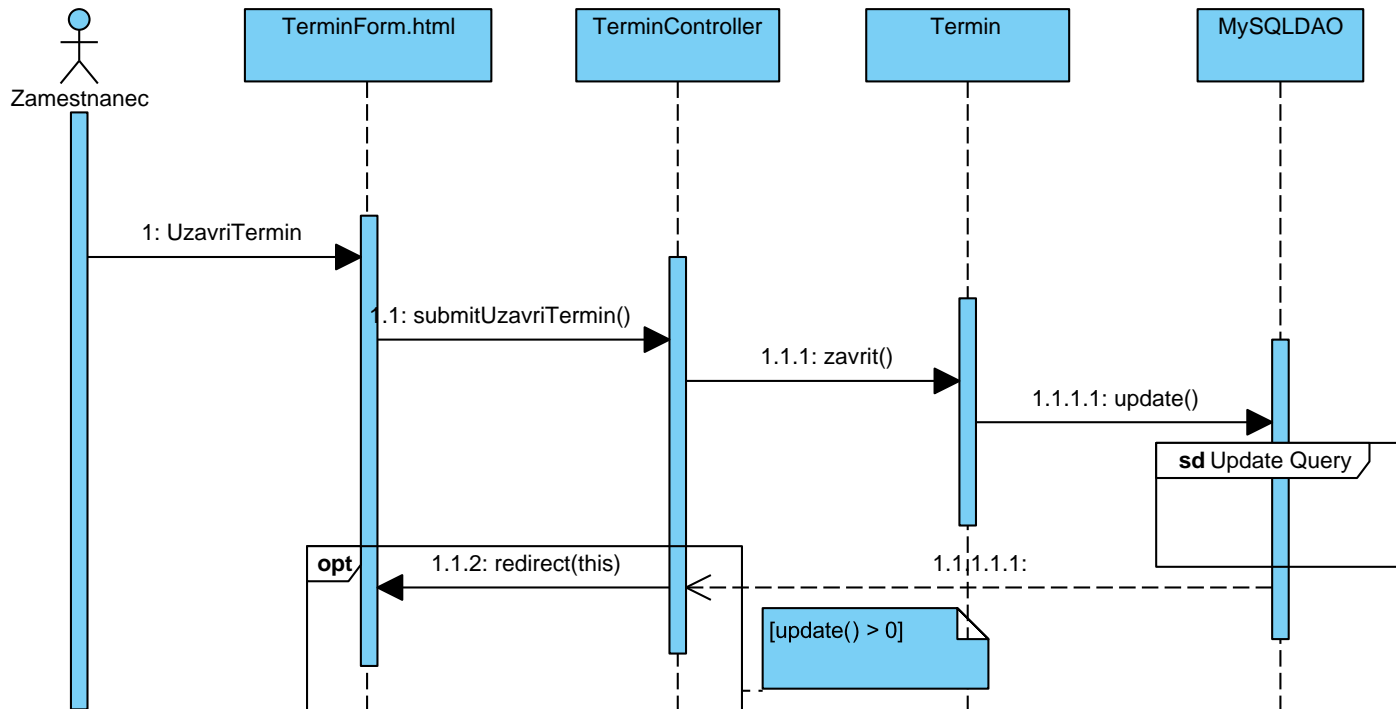 TerminForm.html
TerminController
Termin
MySQLDAO
Zamestnanec
1: UzavriTermin
1.1: submitUzavriTermin()
1.1.1: zavrit()
1.1.1.1: update()
sd Update Query
opt
1.1.2: redirect(this)
1.1.1.1.1:
[update() > 0]